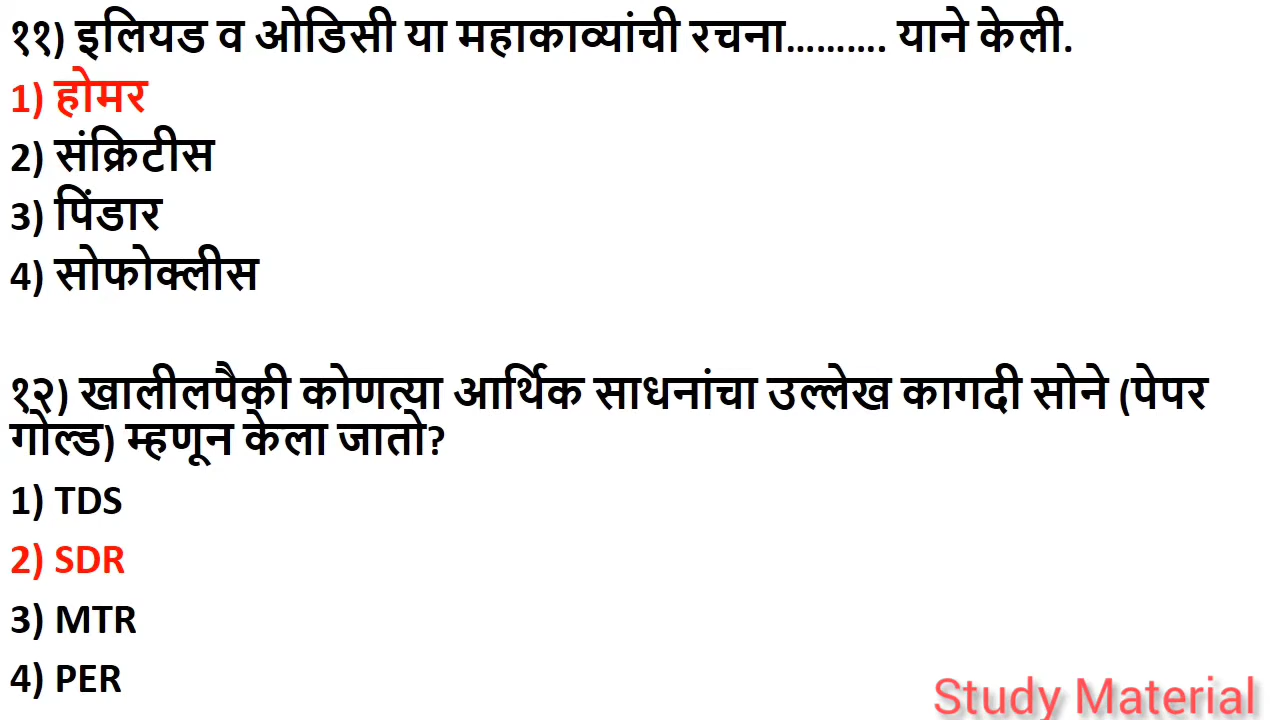 ११) इलियड व ओडिसी या महाकाव्यांची रचना………. याने केली.
1) होमर
2) संक्रिटीस
3) पिंडार
4) सोफोक्लीस
१२) खालीलपैकी कोणत्या आर्थिक साधनांचा उल्लेख कागदी सोने (पेपर
गोल्ड) म्हणून केला जातो?
1) TDS
2) SDR
3) MTR
4) PER
Study Material